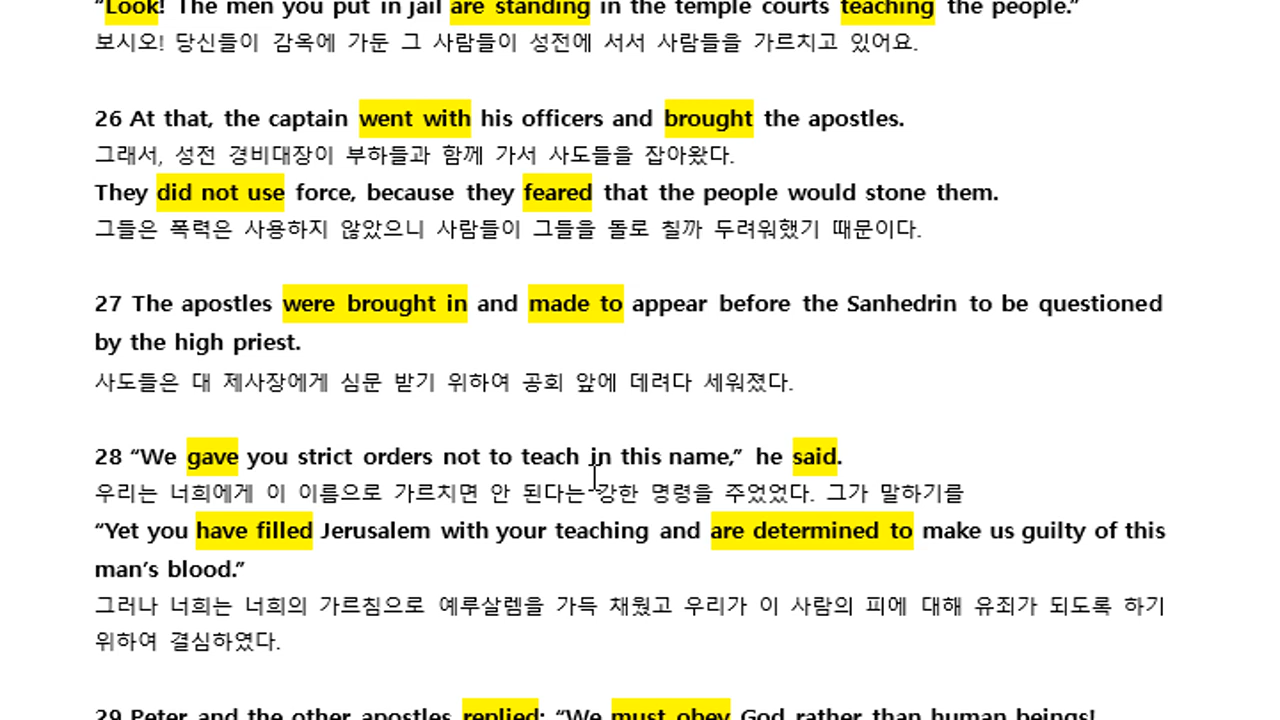 “Look! The men you put in jail are standing in the temple courts teaching the people.”
보시오! 당신들이 감옥에 가둔 그 사람들이 성전에 서서 사람들을 가르치고 있어요.
26 At that, the captain went with his officers and brought the apostles.
그래서, 성전 경비대장이 부하들과 함께 가서 사도들을 잡아왔다.
They did not use force, because they feared that the people would stone them.
그들은 폭력은 사용하지 않았으니 사람들이 그들을 돌로 칠까 두려워했기 때문이다.
27 The apostles were brought in and made to appear before the Sanhedrin to be questioned
by the high priest.
사도들은 대 제사장에게 심문 받기 위하여 공회 앞에 데려다 세워졌다.
28 “We gave you strict orders not to teach in this name,” he said.
우리는 너희에게 이 이름으로 가르치면 안 된다는 강한 명령을 주었었다. 그가 말하기를
“Yet you have filled Jerusalem with your teaching and are determined to make us guilty of this
man’s blood.”
그러나 너희는 너희의 가르침으로 예루살렘을 가득 채웠고 우리가 이 사람의 피에 대해 유죄가 되도록 하기
위하여 결심하였다.
29 Peter and the other apostles replied: “We must obey God rather than human beings!